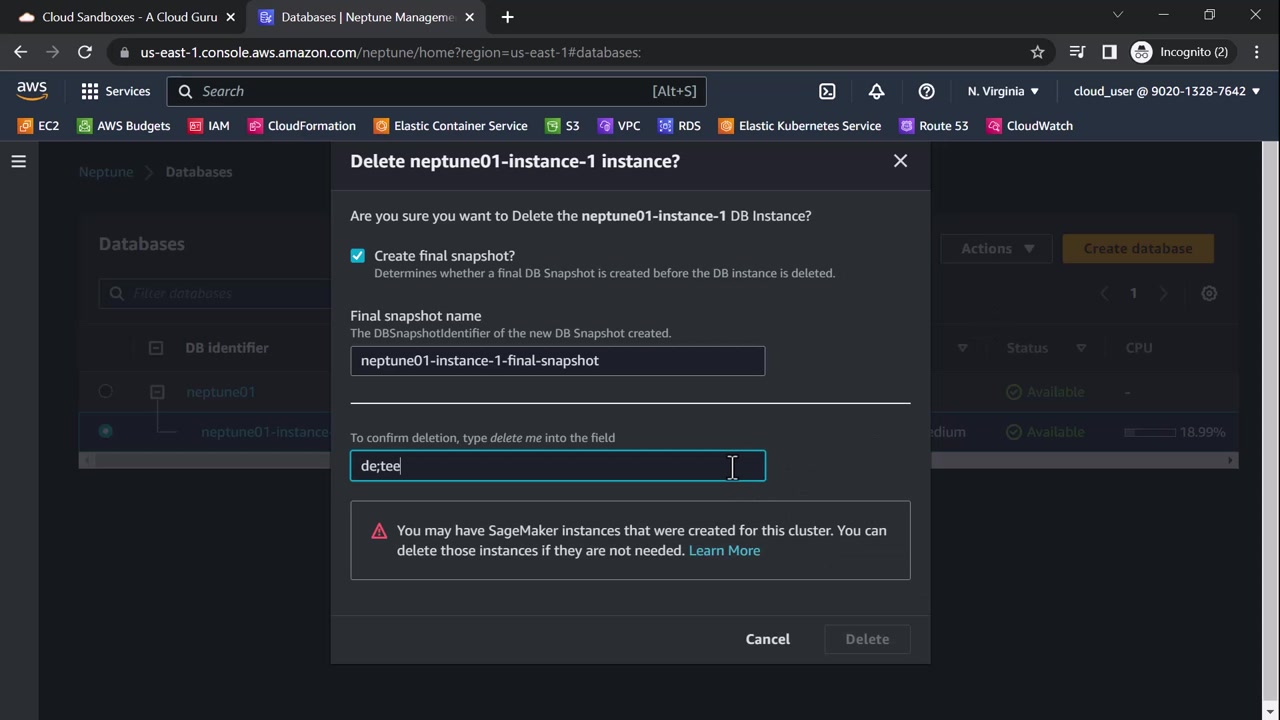 Cloud Sandboxes - A Cloud Guru
Databases | Neptune Manageme
us-east-1.console.aws.amazon.com/neptune/home?region=us-east-1#databases:
Incognito (2)
aws
Services
Search
[Alt+S]
N. Virginia
cloud_user @ 9020-1328-7642
EC2
AWS Budgets
IAM
CloudFormation
Elastic Container Service
S3
VPC
RDS
Elastic Kubernetes Service
Route 53
CloudWatch
Neptune
Databases
Databases
Actions
Create database
Filter databases
1
DB identifier
Status
CPU
neptune01
Available
-
neptune01-instance-
edium
Available
18.99%
Delete neptune01-instance-1 instance?
Are you sure you want to Delete the neptune01-instance-1 DB Instance?
Create final snapshot?
Determines whether a final DB Snapshot is created before the DB instance is deleted.
Final snapshot name
The DBSnapshotIdentifier of the new DB Snapshot created.
neptune01-instance-1-final-snapshot
To confirm deletion, type delete me into the field
de;tee
You may have SageMaker instances that were created for this cluster. You can
delete those instances if they are not needed. Learn More
Cancel
Delete